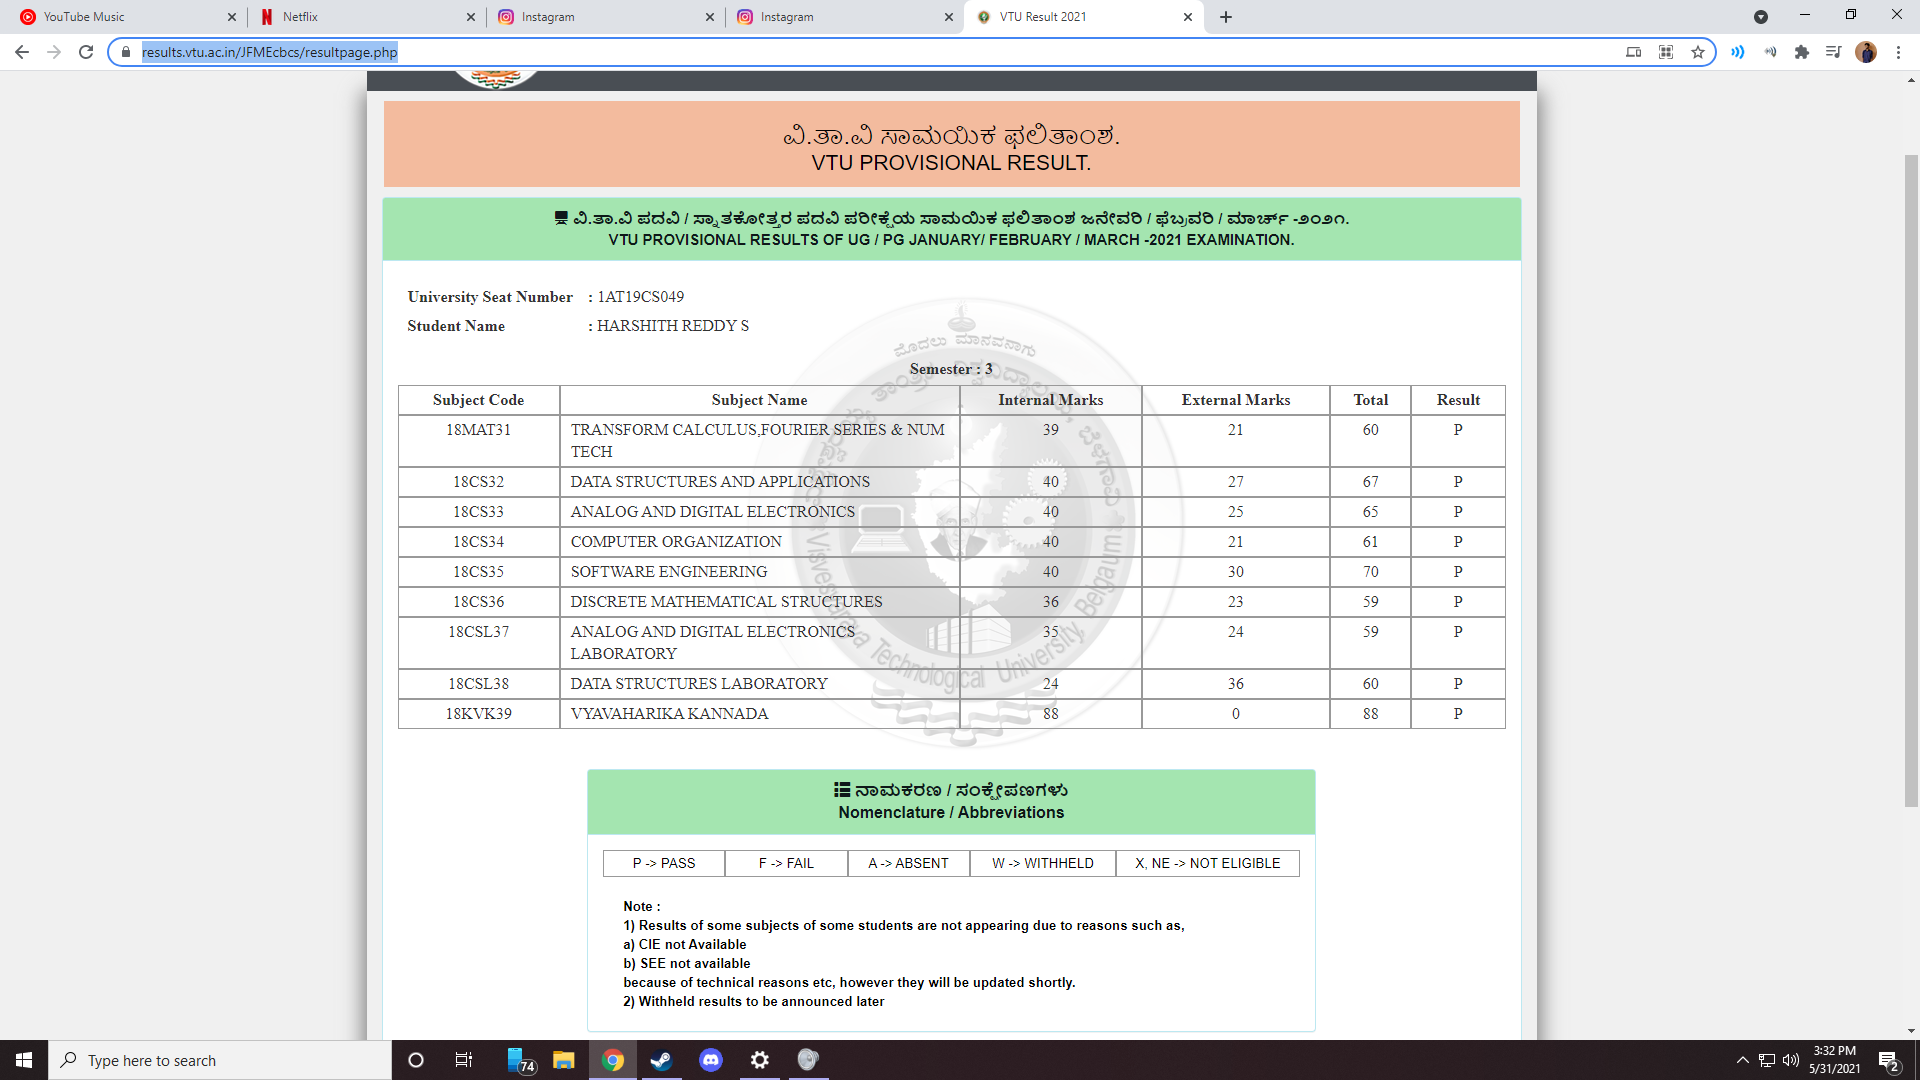 YouTube Music
Netflix
Instagram
Instagram
VTU Result 2021
results.vtu.ac.in/JFMEcbcs/resultpage.php
ವಿ.ತಾ.ವಿ ಸಾಮಯಿಕ ಫಲಿತಾಂಶ.
VTU PROVISIONAL RESULT.
ವಿ.ತಾ.ವಿ ಪದವಿ / ಸ್ನಾತಕೋತ್ತರ ಪದವಿ ಪರೀಕ್ಷೆಯ ಸಾಮಯಿಕ ಫಲಿತಾಂಶ ಜನೇವರಿ / ಫೆಬ್ರವರಿ / ಮಾರ್ಚ್ -೨೦೨೧.
VTU PROVISIONAL RESULTS OF UG / PG JANUARY/ FEBRUARY / MARCH -2021 EXAMINATION.
University Seat Number : 1AT19CS049
Student Name : HARSHITH REDDY S
Semester : 3
Subject Code Subject Name Internal Marks External Marks Total Result
18MAT31 TRANSFORM CALCULUS,FOURIER SERIES & NUM 39 21 60 P
TECH
18CS32 DATA STRUCTURES AND APPLICATIONS 40 27 67 P
18CS33 ANALOG AND DIGITAL ELECTRONICS 40 25 65 P
18CS34 COMPUTER ORGANIZATION 40 21 61 P
18CS35 SOFTWARE ENGINEERING 40 30 70 P
18CS36 DISCRETE MATHEMATICAL STRUCTURES 36 23 59 P
18CSL37 ANALOG AND DIGITAL ELECTRONICS 35 24 59 P
LABORATORY
18CSL38 DATA STRUCTURES LABORATORY 24 36 60 P
18KVK39 VYAVAHARIKA KANNADA 88 0 88 P
ಮೊದಲು ಮಾನವನಾಗು
Visvesvaraya Technological University, Belgaum
ನಾಮಕರಣ / ಸಂಕ್ಷೇಪಣಗಳು
Nomenclature / Abbreviations
P -> PASS F -> FAIL A -> ABSENT W -> WITHHELD X, NE -> NOT ELIGIBLE
Note :
1) Results of some subjects of some students are not appearing due to reasons such as,
a) CIE not Available
b) SEE not available
because of technical reasons etc, however they will be updated shortly.
2) Withheld results to be announced later
Type here to search
74
3:32 PM
5/31/2021
2